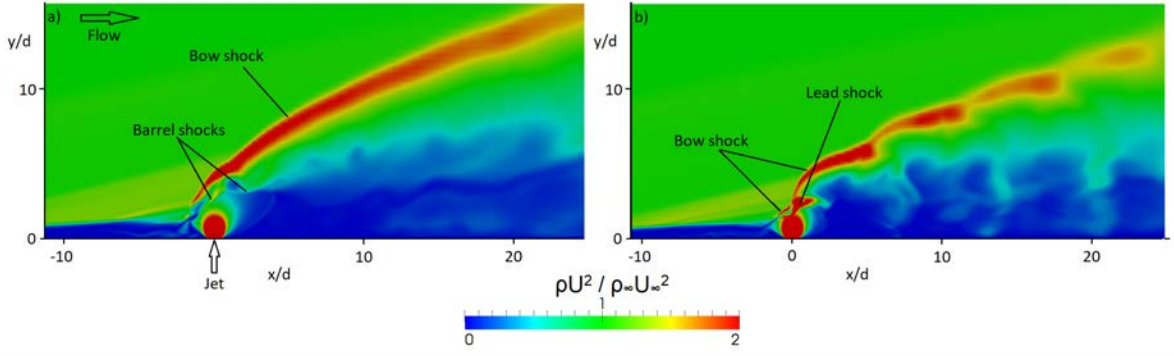 a)
Flow
y/d
Bow shock
10
Barrel shocks
0
-10
0
10
20
x/d
Jet
b)
y/d
10
Lead shock
Bow shock
0
-10
0
10
20
x/d
ρU² / ρ∞U∞²
1
0
2